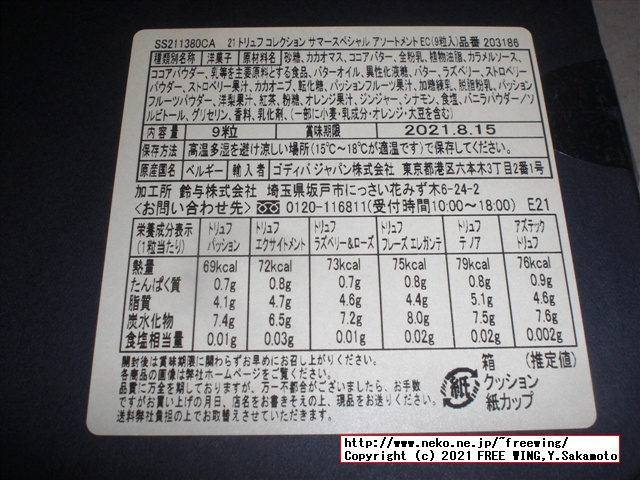 SS211380CA 21 トリュフ コレクション サマースペシャル アソートメント EC(9粒入)品番 203186
種類別名称 洋菓子 原材料名 砂糖、カカオマス、ココアバター、全粉乳、植物油脂、カラメルソース、
ココアパウダー、乳等を主要原料とする食品、バターオイル、異性化液糖、バター、ラズベリー、ストロベリー
パウダー、ストロベリー果汁、カカオニブ、転化糖、パッションフルーツ果汁、加糖練乳、脱脂粉乳、パッション
フルーツパウダー、洋梨果汁、紅茶、粉糖、オレンジ果汁、ジンジャー、シナモン、食塩、バニラパウダー/ソ
ルビトール、グリセリン、香料、乳化剤、(一部に小麦・乳成分・オレンジ・大豆を含む)
内容量 9粒 賞味期限 2021.8.15
保存方法 高温多湿を避け涼しい場所(15℃~18℃が適温です)で保存してください。
原産国名 ベルギー 輸入者 ゴディバ ジャパン株式会社 東京都港区六本木3丁目2番1号
加工所 鈴与株式会社 埼玉県坂戸市にっさい花みず木6-24-2
<お問い合わせ先> 0120-116811(受付時間10:00~18:00) E21
栄養成分表示(1粒当たり) トリュフ パッション トリュフ エクサイトメント トリュフ ラズベリー&ローズ トリュフ フレーズ エレガンテ トリュフ テ ノア アズテック トリュフ
熱量 69kcal 72kcal 73kcal 75kcal 79kcal 76kcal
たんぱく質 0.7g 0.8g 0.7g 0.8g 0.8g 0.9g
脂質 4.1g 4.7g 4.6g 4.4g 5.1g 4.6g
炭水化物 7.4g 6.5g 7.2g 8.0g 7.5g 7.6g
食塩相当量 0.01g 0.03g 0.01g 0.02g 0.02g 0.002g
(推定値)
開封後は賞味期限に関わらずお早めにお召し上がりください。
各商品の画像は弊社ホームページをご覧ください。
品質に万全を期しておりますが、万一不都合がございましたら、お手数
ですがお買い上げの月日、店名をお書きそえの上、現品をお送りください。
送料弊社負担の上でお取替えさせていただきます。
紙
箱
クッション
紙カップ
http://www.neko.ne.jp/~freewing/
Copyright (c) 2021 FREE WING,Y.Sakamoto